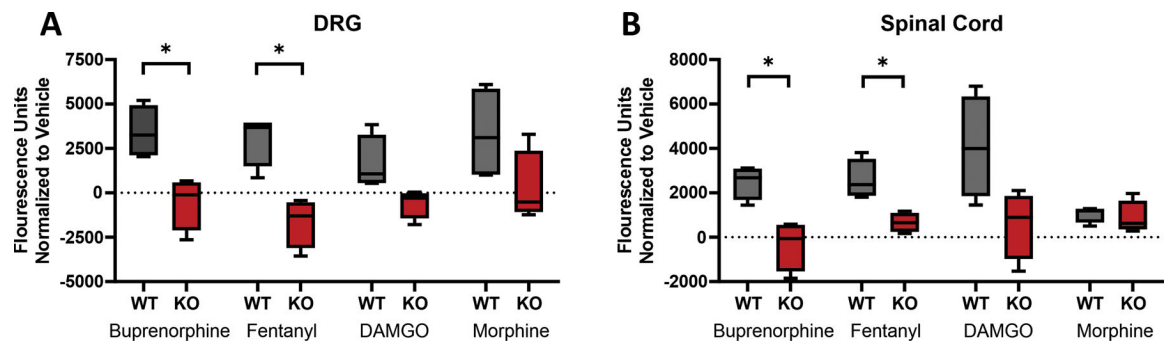 A
DRG
Flourescence Units
Normalized to Vehicle
7500
5000
2500
0
-2500
-5000
*
*
WT KO WT KO WT KO WT KO
Buprenorphine Fentanyl DAMGO Morphine
B
Spinal Cord
Flourescence Units
Normalized to Vehicle
8000
6000
4000
2000
0
-2000
*
*
WT KO WT KO WT KO WT KO
Buprenorphine Fentanyl DAMGO Morphine